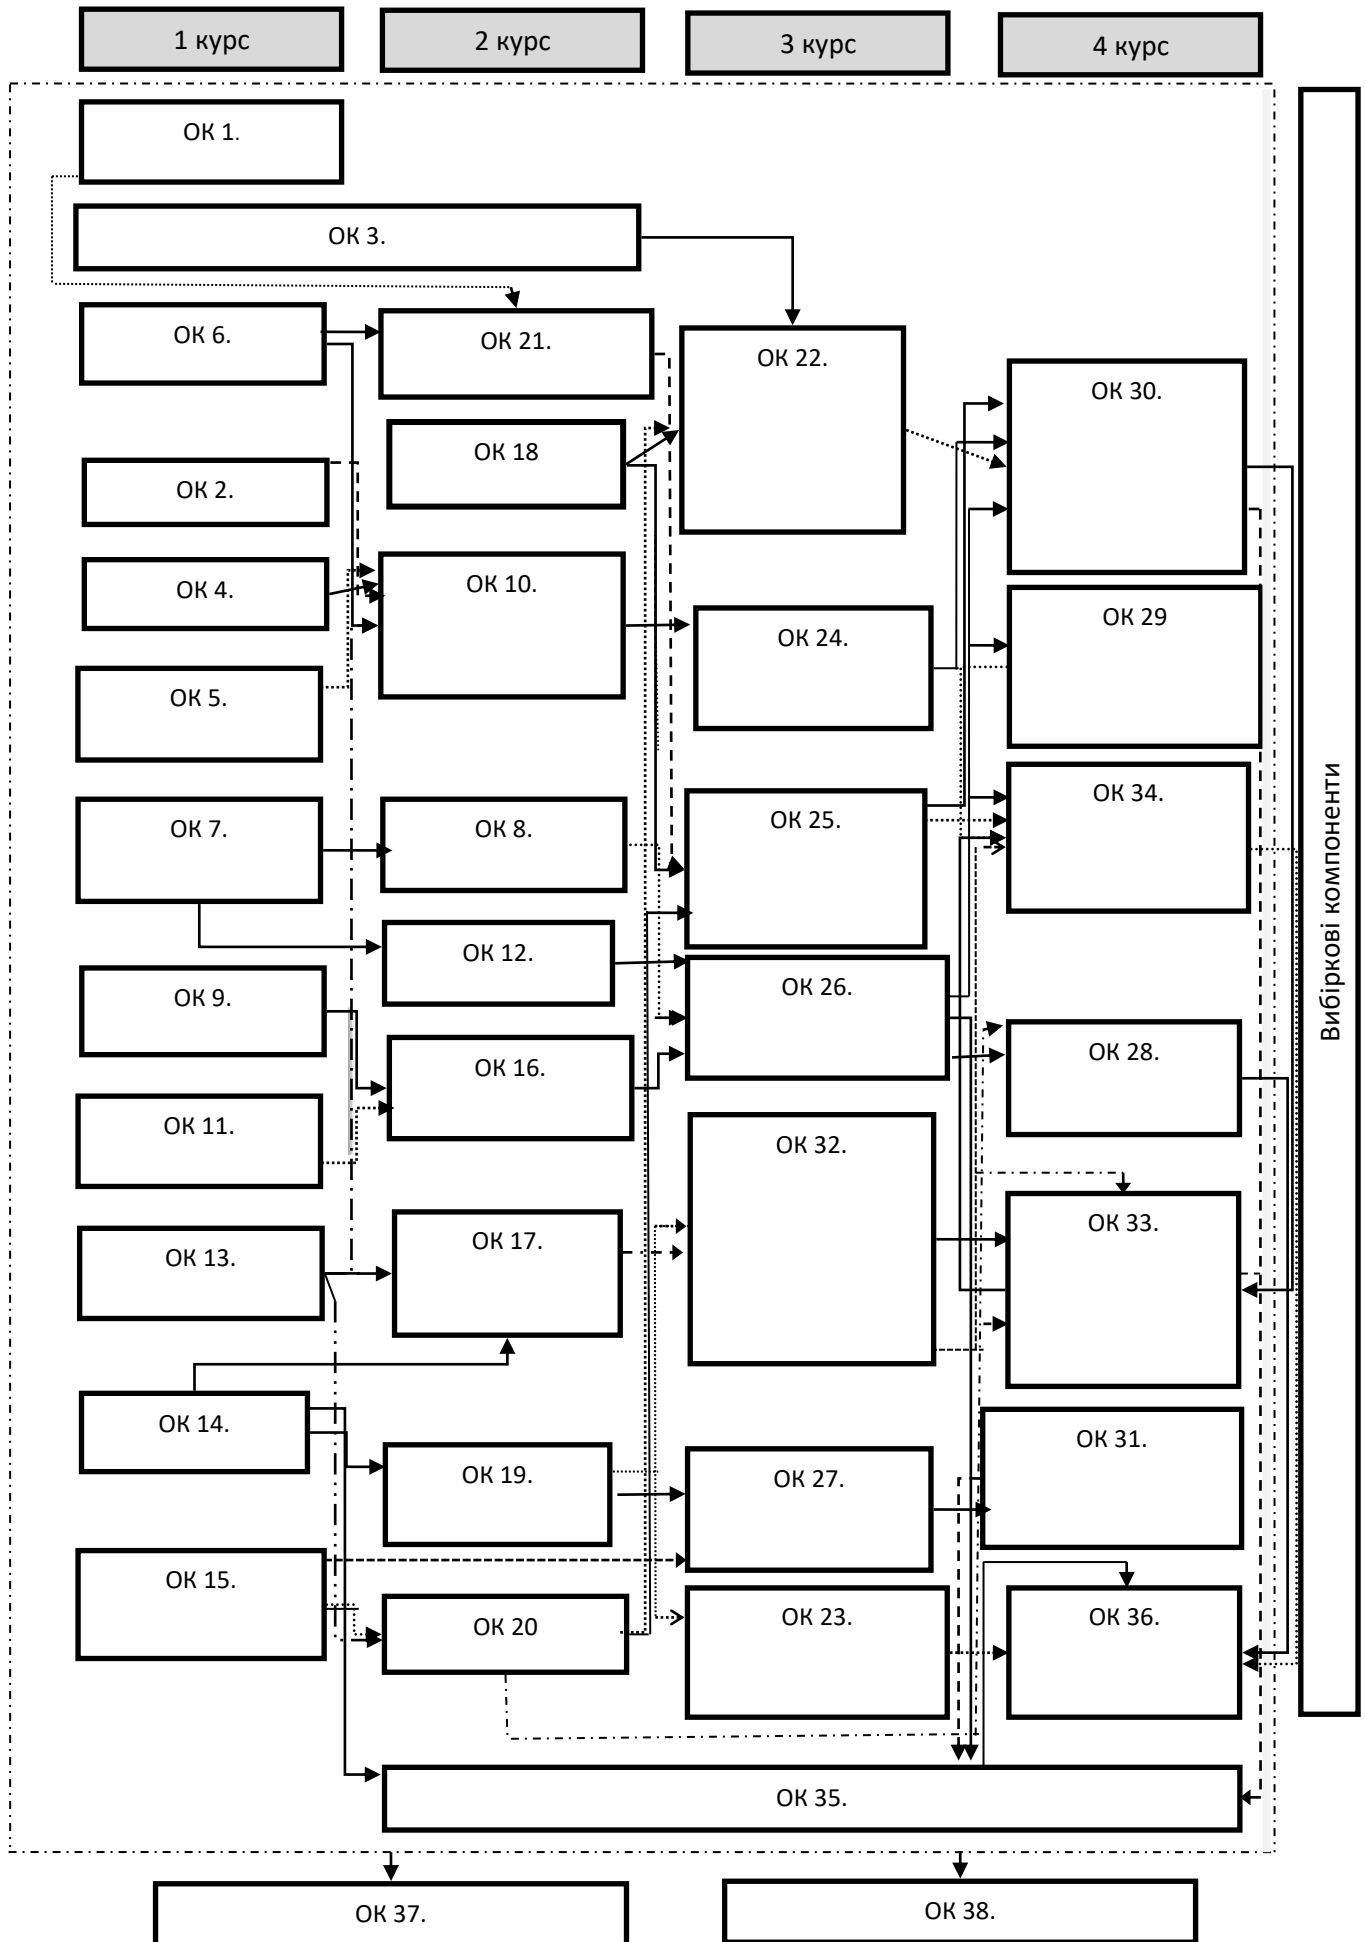 1 курс
2 курс
3 курс
4 курс
ОК 1.
ОК 3.
ОК 6.
ОК 21.
ОК 22.
ОК 30.
ОК 18
ОК 2.
ОК 4.
ОК 10.
ОК 24.
ОК 29
ОК 5.
ОК 7.
ОК 8.
ОК 25.
ОК 34.
ОК 12.
ОК 9.
ОК 26.
ОК 16.
ОК 28.
ОК 11.
ОК 32.
ОК 13.
ОК 17.
ОК 33.
ОК 14.
ОК 19.
ОК 27.
ОК 31.
ОК 15.
ОК 20
ОК 23.
ОК 36.
ОК 35.
ОК 37.
ОК 38.
Вибіркові компоненти